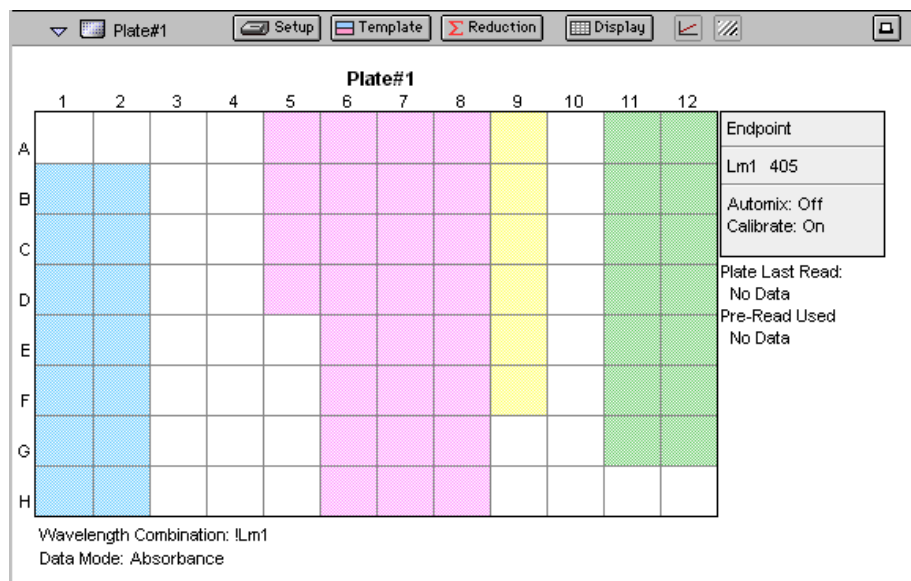 Plate#1 Setup Template Reduction Display
Plate#1
1 2 3 4 5 6 7 8 9 10 11 12
A
B
C
D
E
F
G
H
Endpoint
Lm1 405
Automix: Off
Calibrate: On
Plate Last Read:
No Data
Pre-Read Used
No Data
Wavelength Combination: !Lm1
Data Mode: Absorbance